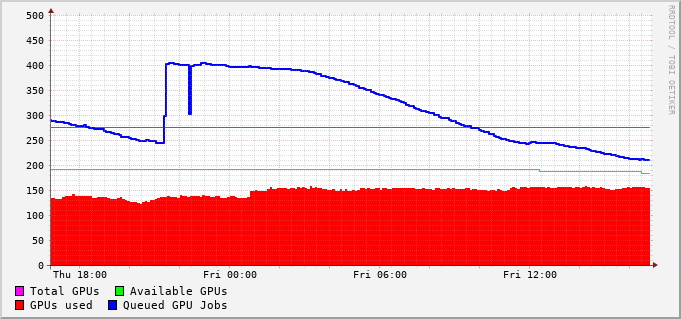 RRDTOOL / TOBI OETIKER
500
450
400
350
300
250
200
150
100
50
0
Thu 18:00 Fri 00:00 Fri 06:00 Fri 12:00
Total GPUs Available GPUs
GPUs used Queued GPU Jobs